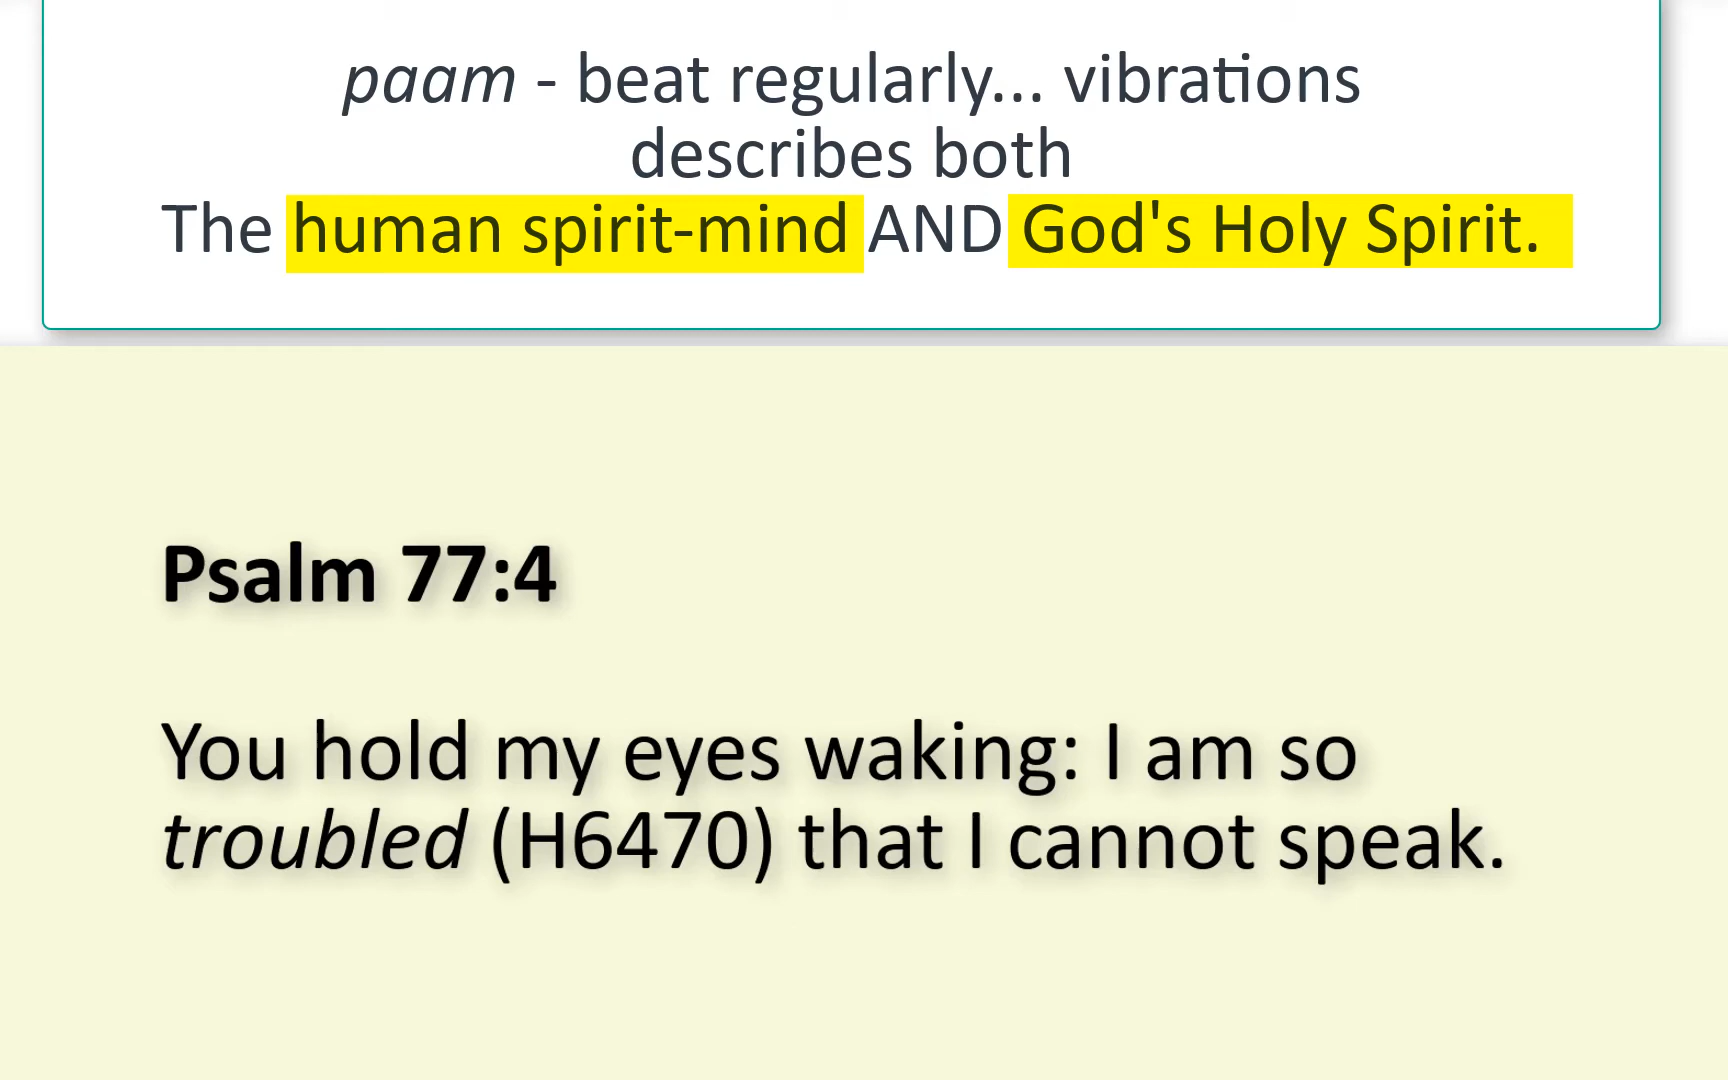 paam - beat regularly... vibrations
describes both
The human spirit-mind AND God's Holy Spirit.
Psalm 77:4
You hold my eyes waking: I am so
troubled (H6470) that I cannot speak.